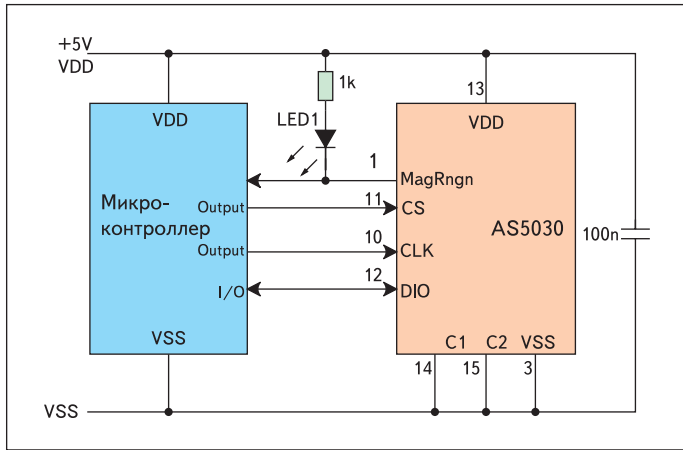 +5V
VDD
1k
13
VDD
LED1
VDD
1
MagRngn
Микро-
контроллер
Output
11
CS
AS5030
100n
Output
10
CLK
I/O
12
DIO
VSS
C1
C2
VSS
14
15
3
VSS